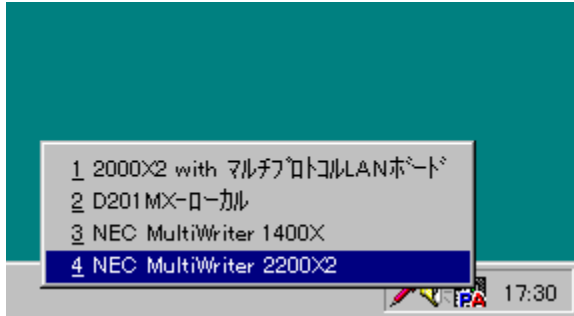 1 2000X2 with マルチプロトコルLANボード
2 D201MX-ローカル
3 NEC MultiWriter 1400X
4 NEC MultiWriter 2200X2
PA 17:30